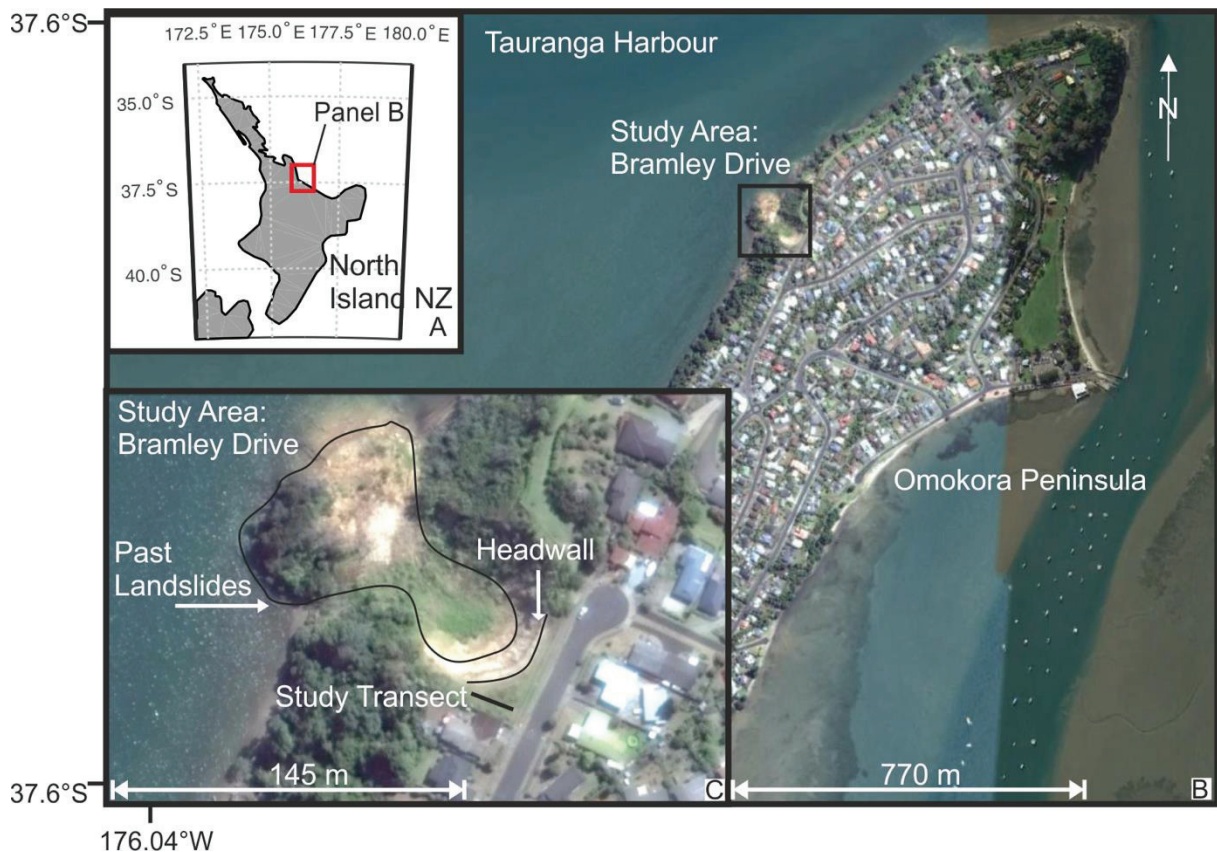 37.6°S
172.5°E 175.0°E 177.5°E 180.0°E
35.0°S
Panel B
37.5°S
40.0°S
North
Island NZ
A
Tauranga Harbour
N
Study Area:
Bramley Drive
Omokora Peninsula
770 m
B
Study Area:
Bramley Drive
Past
Landslides
Headwall
Study Transect
145 m
C
37.6°S
176.04°W